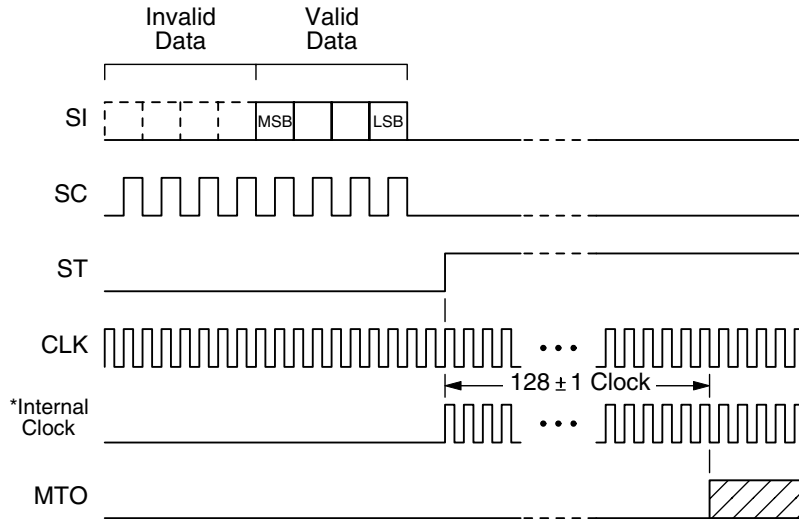 Invalid
Data
Valid
Data
SI
MSB
LSB
SC
ST
CLK
128 ± 1 Clock
*Internal
Clock
MTO